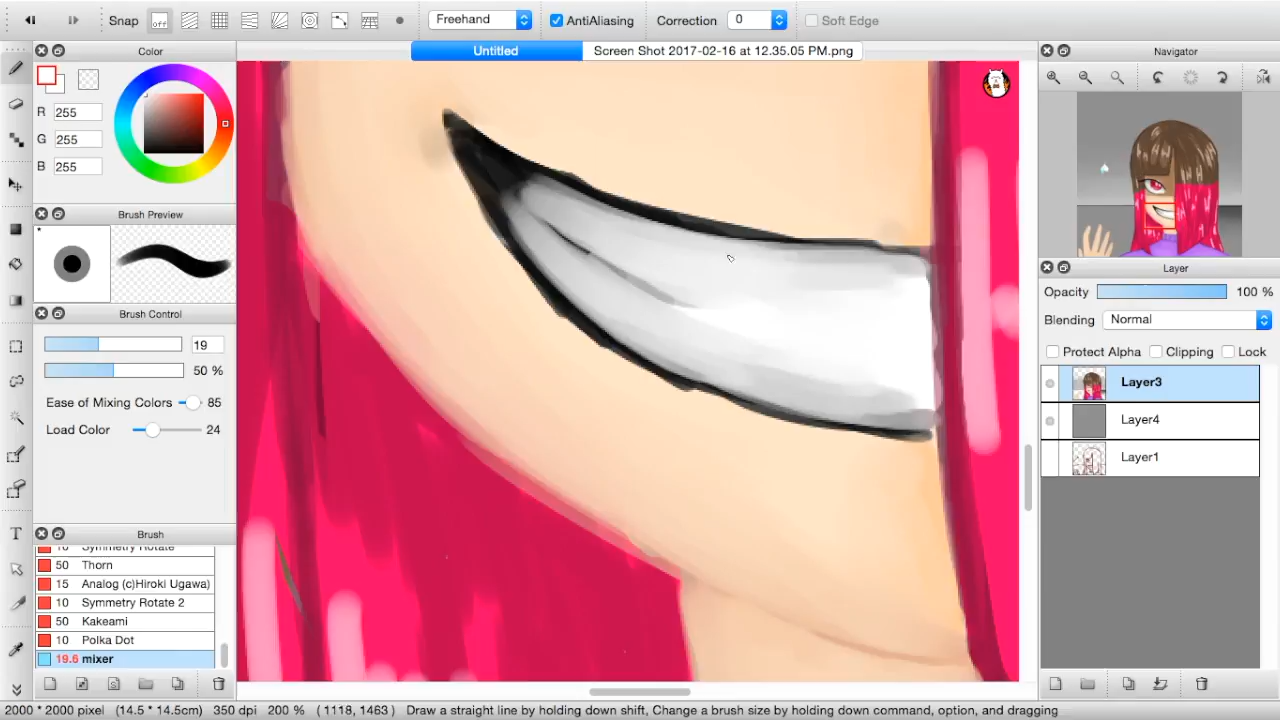 Snap off Freehand AntiAliasing Correction 0 Soft Edge
Color Untitled Screen Shot 2017-02-16 at 12.35.05 PM.png Navigator
R 255
G 255
B 255
Brush Preview
*
Layer
Opacity 100 %
Brush Control
Blending Normal
19
Protect Alpha Clipping Lock
50 %
Layer3
Ease of Mixing Colors 85
Layer4
Load Color 24
Layer1
Brush
10 Symmetry Rotate
50 Thorn
15 Analog (c)Hiroki Ugawa)
10 Symmetry Rotate 2
50 Kakeami
10 Polka Dot
19.6 mixer
2000 * 2000 pixel (14.5 * 14.5cm) 350 dpi 200 % ( 1118, 1463 ) Draw a straight line by holding down shift, Change a brush size by holding down command, option, and dragging